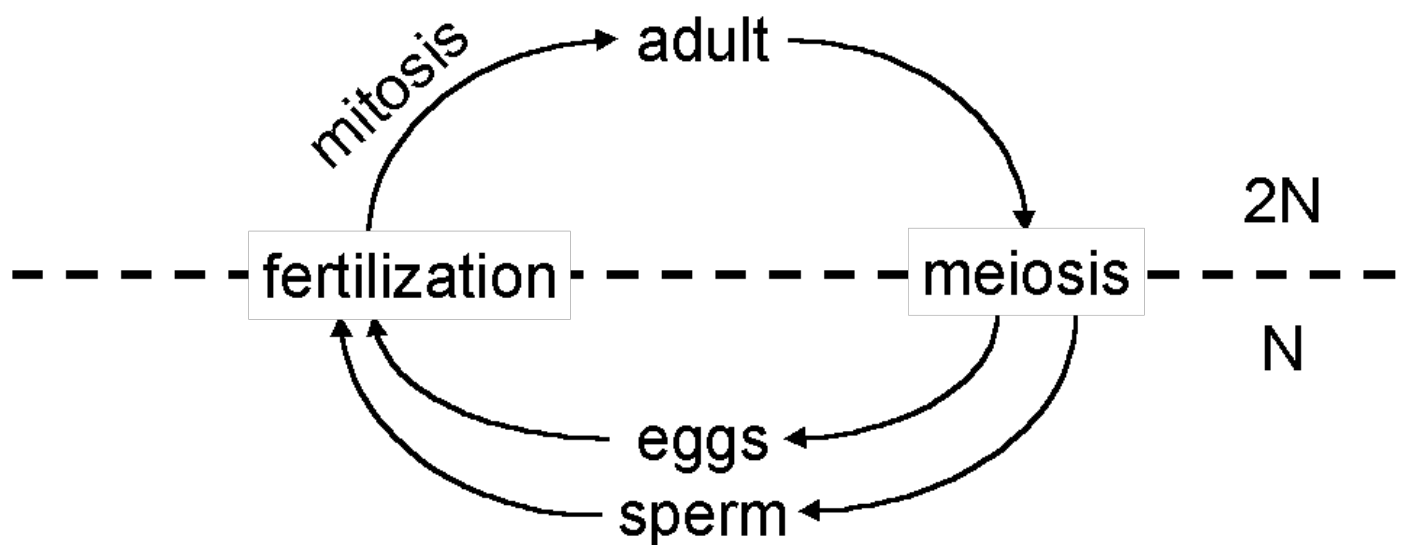 adult
mitosis
2N
fertilization
meiosis
N
eggs
sperm